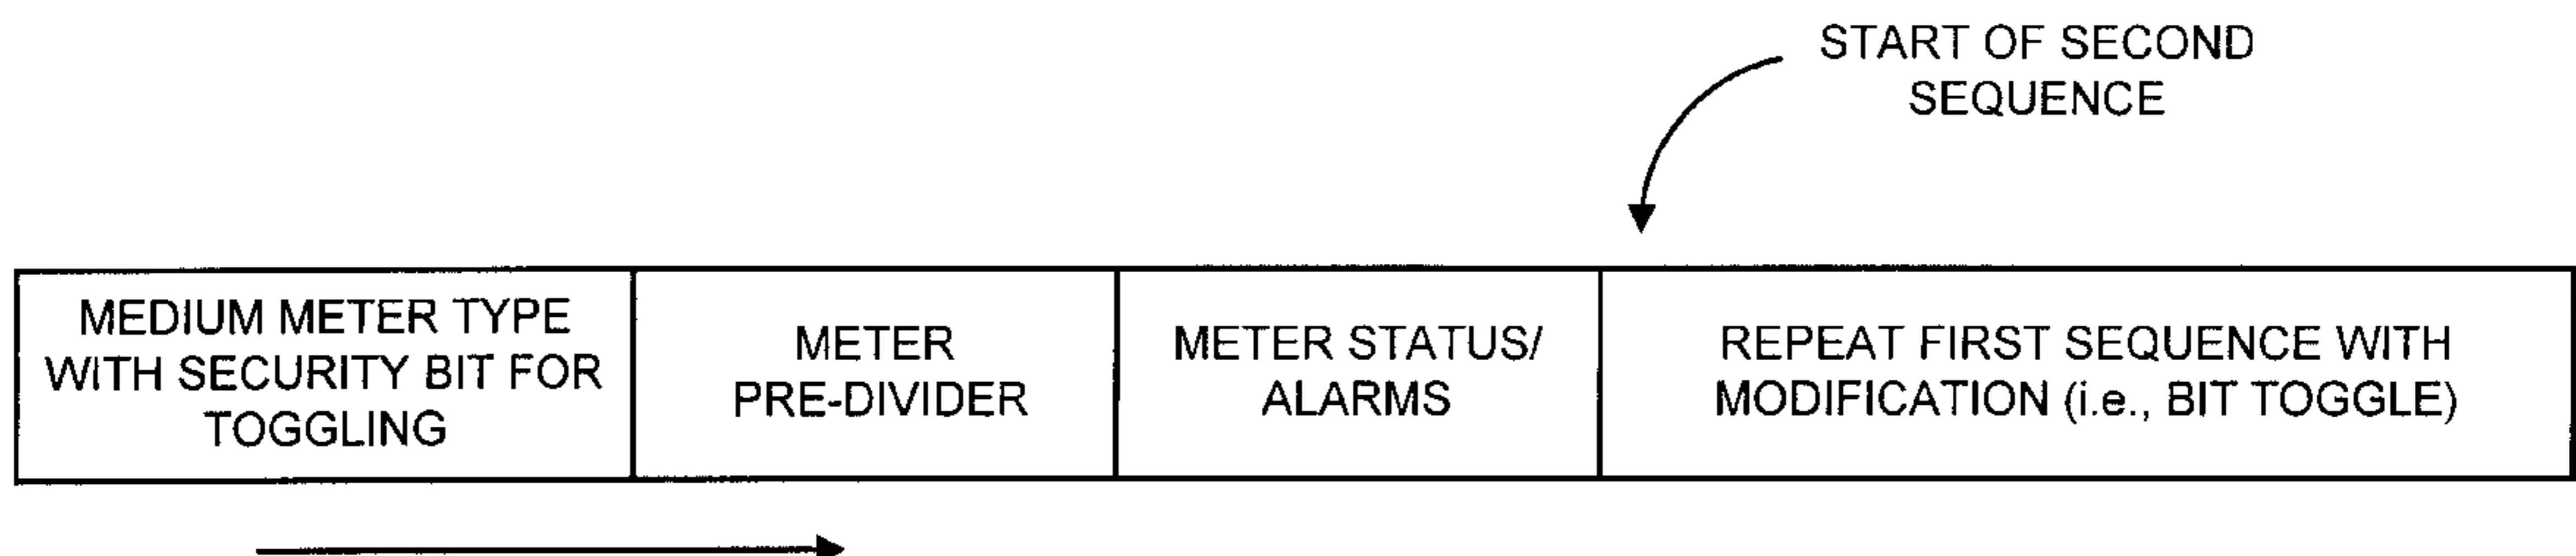 START OF SECOND
SEQUENCE
MEDIUM METER TYPE
WITH SECURITY BIT FOR
TOGGLING
METER
PRE-DIVIDER
METER STATUS/
ALARMS
REPEAT FIRST SEQUENCE WITH
MODIFICATION (i.e., BIT TOGGLE)